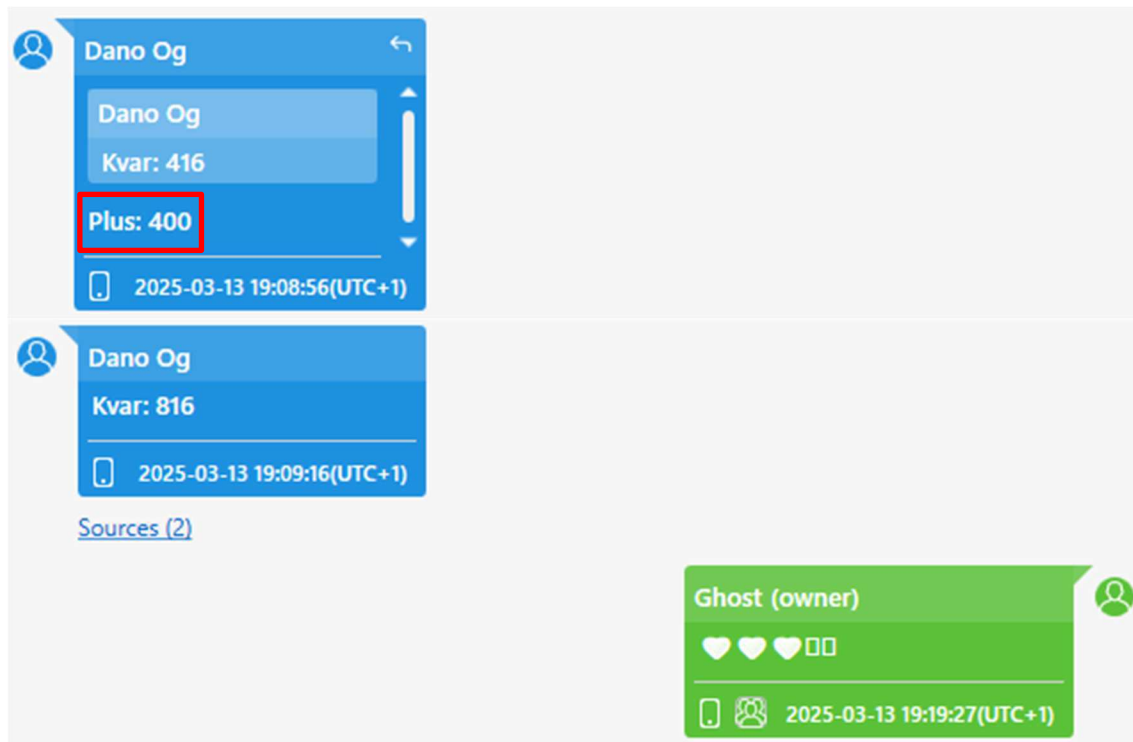 Dano Og
Dano Og
Kvar: 416
Plus: 400
2025-03-13 19:08:56(UTC+1)
Dano Og
Kvar: 816
2025-03-13 19:09:16(UTC+1)
Sources (2)
Ghost (owner)
2025-03-13 19:19:27(UTC+1)